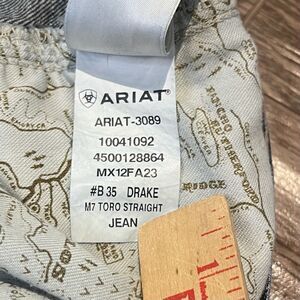 ARIAT
ARIAT-3089
10041092
4500128864
MX12FA23
#B 35 DRAKE
M7 TORO STRAIGHT
JEAN
RIDGE